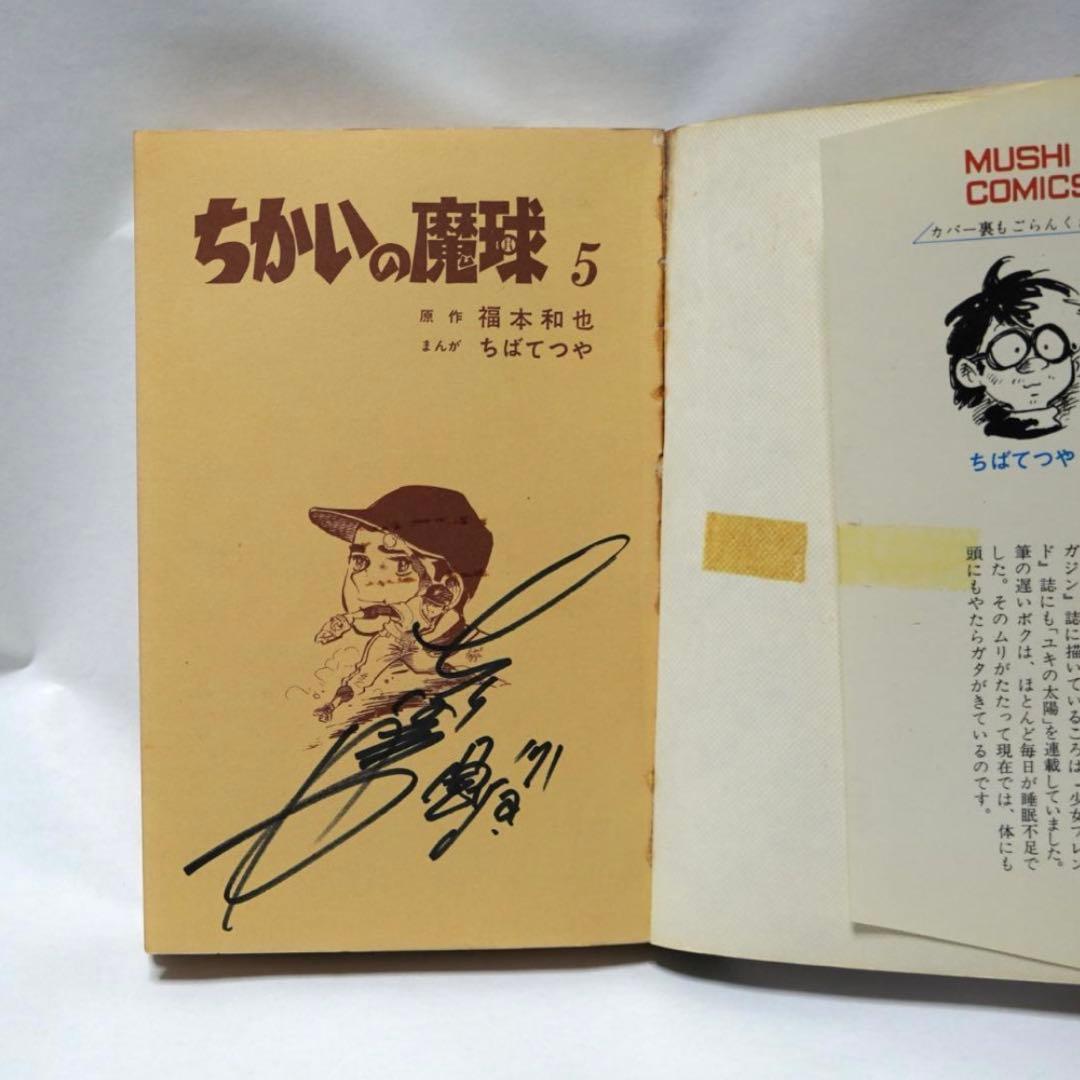 ちかいの魔球 5
原作 福本和也
まんが ちばてつや
'71
MUSHI
COMICS
カバー裏もごらんく
ちばてつや
ガジン』誌に描いているころは『少女フレン
ド』誌にも「ユキの太陽」を連載していました。
筆の遅いボクは、ほとんど毎日が睡眠不足で
した。そのムリがたたって現在では、体にも
頭にもやたらガタがきているのです。